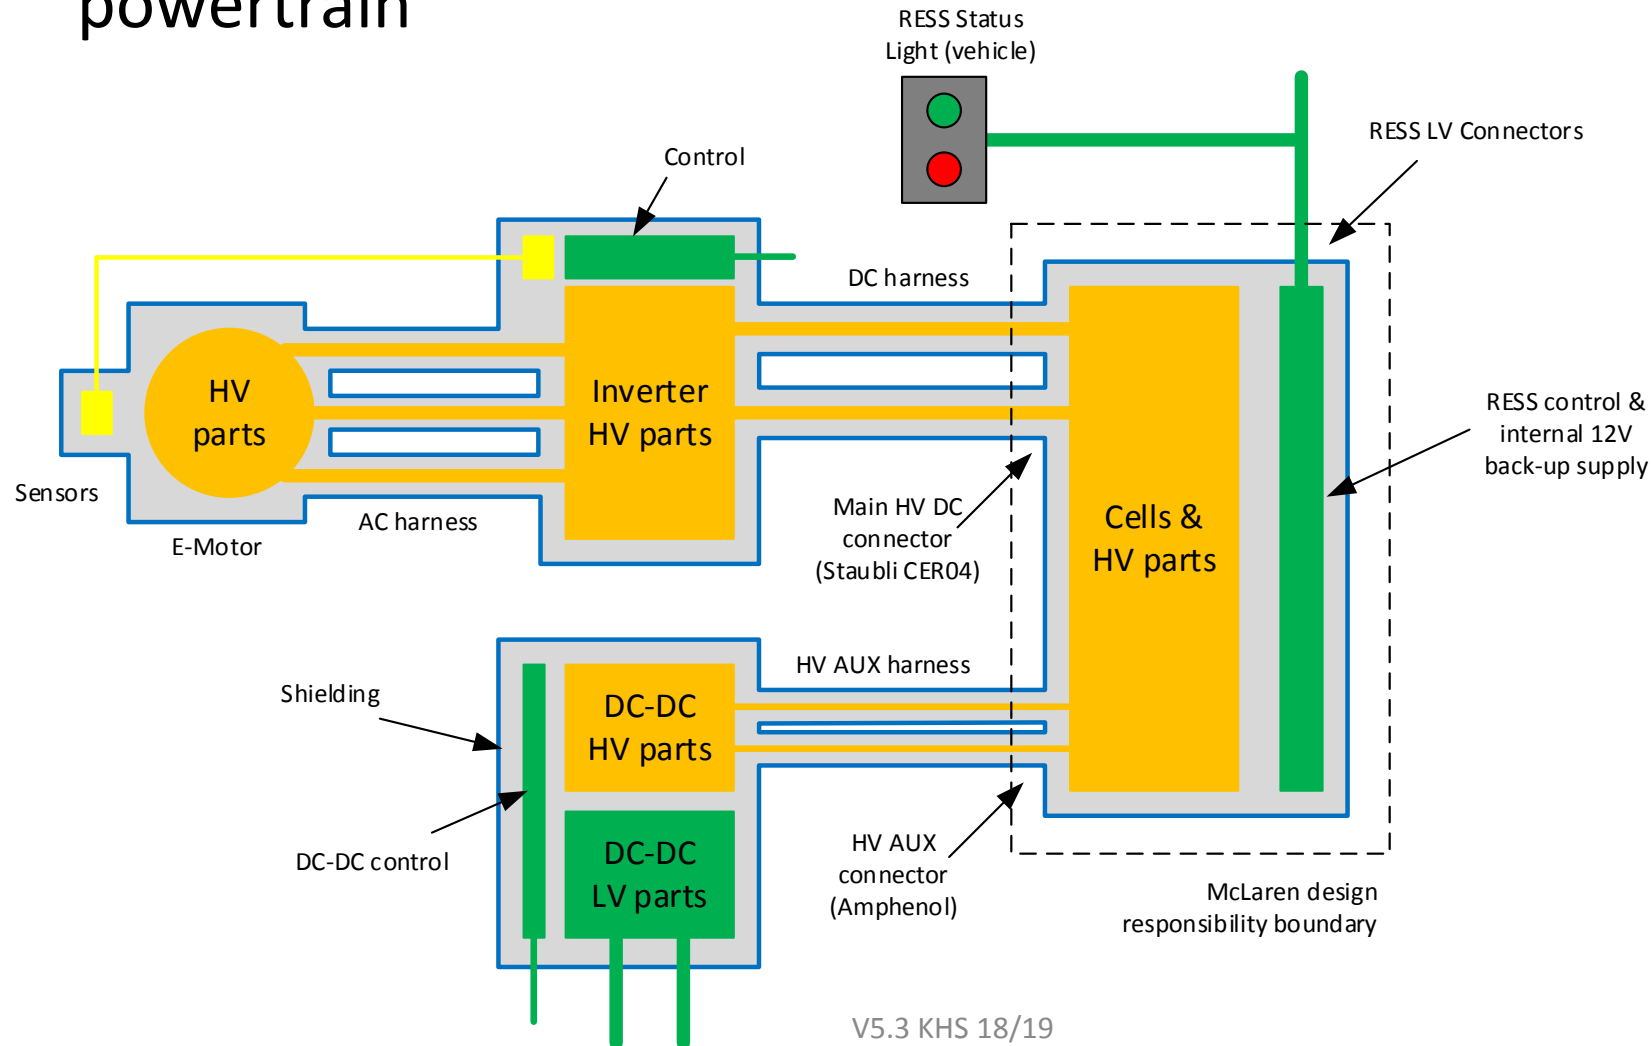 powertrain
RESS Status
Light (vehicle)
RESS LV Connectors
Control
DC harness
HV
parts
Inverter
HV parts
RESS control &
internal 12V
back-up supply
Sensors
AC harness
E-Motor
Main HV DC
connector
(Staubli CER04)
Cells &
HV parts
HV AUX harness
Shielding
DC-DC
HV parts
DC-DC control
DC-DC
LV parts
HV AUX
connector
(Amphenol)
McLaren design
responsibility boundary
V5.3 KHS 18/19